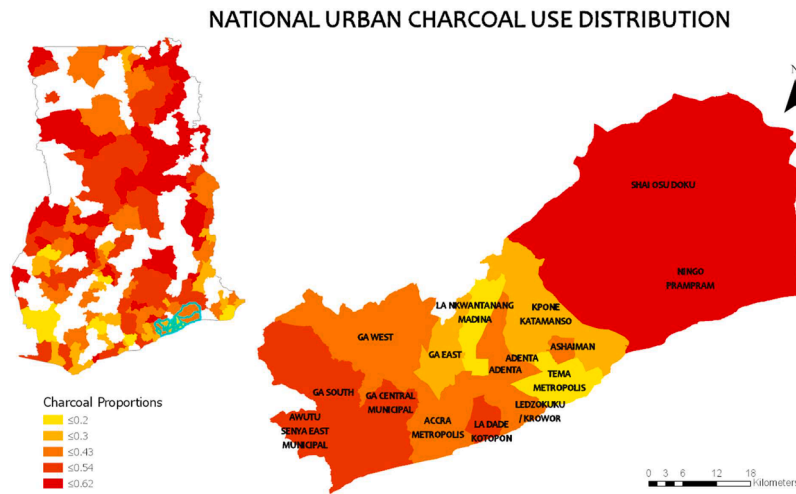 NATIONAL URBAN CHARCOAL USE DISTRIBUTION
N
SHAI OSU DOKU
NINGO
PRAMPRAM
LA NKWANTANANG
MADINA
KPONE
KATAMANSO
GA WEST
GA EAST
ADENTA
ASHAIMAN
ADENTA
TEMA
METROPOLIS
GA SOUTH
GA CENTRAL
MUNICIPAL
LEDZOKUKU
/ KROWOR
AWUTU
SENYA EAST
MUNICIPAL
ACCRA
METROPOLIS
LA DADE
KOTOPON
Charcoal Proportions
≤0.2
≤0.3
≤0.43
≤0.54
≤0.62
0 3 6 12 18
Kilometers